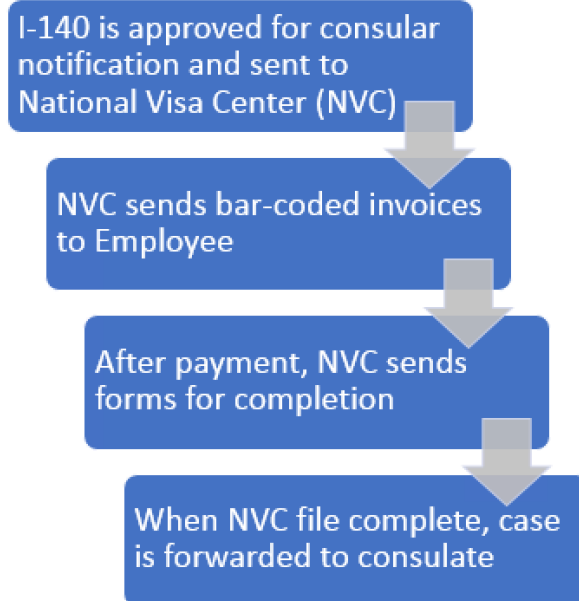 I-140 is approved for consular
notification and sent to
National Visa Center (NVC)
NVC sends bar-coded invoices
to Employee
After payment, NVC sends
forms for completion
When NVC file complete, case
is forwarded to consulate